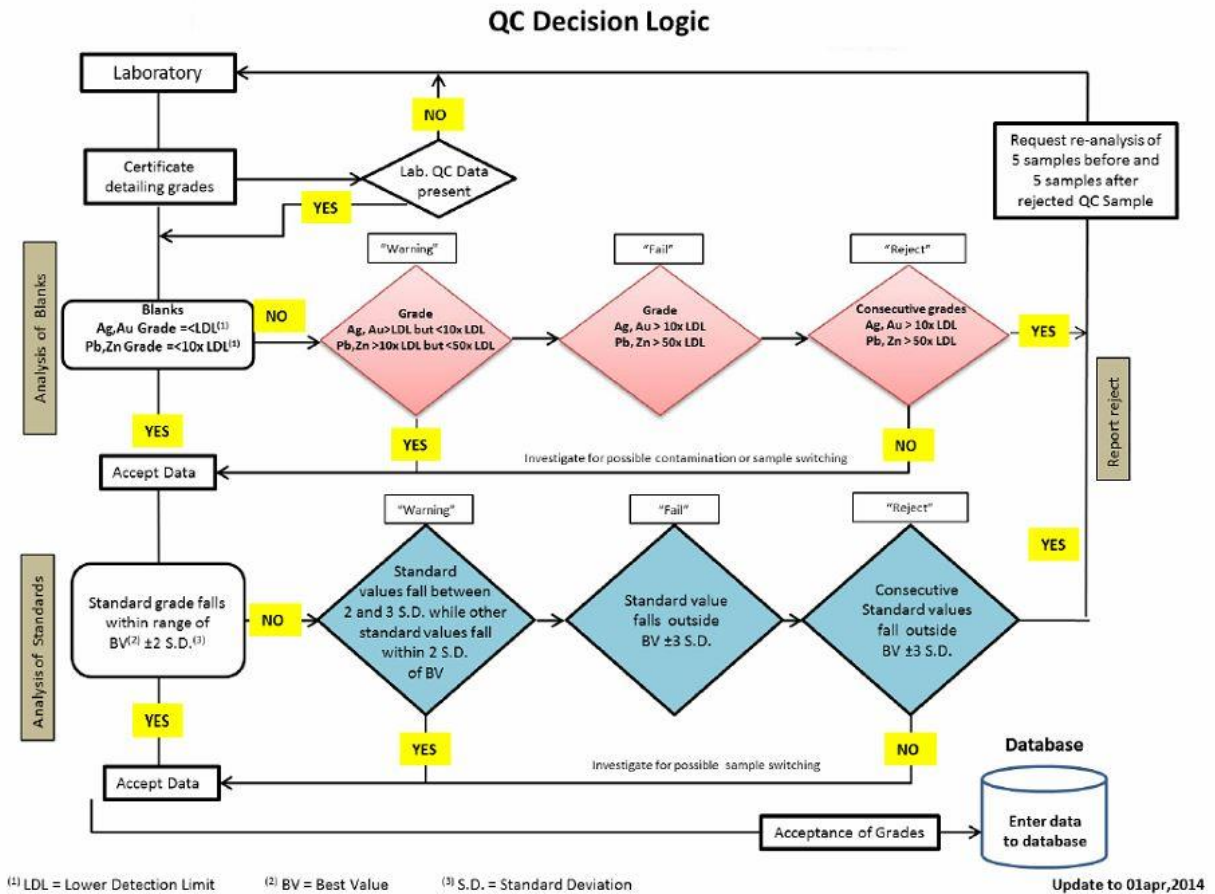 QC Decision Logic
Laboratory
NO
Certificate
detailing grades
Lab. QC Data
present
YES
Request re-analysis of
5 samples before and
5 samples after
rejected QC Sample
Analysis of Blanks
"Warning"
"Fail"
"Reject"
Blanks
Ag,Au Grade =<LDL(1)
Pb,Zn Grade =<10x LDL(1)
NO
Grade
Ag, Au>LDL but <10x LDL
Pb,Zn >10x LDL but <50x LDL
Grade
Ag, Au > 10x LDL
Pb, Zn > 50x LDL
Consecutive grades
Ag, Au > 10x LDL
Pb, Zn > 50x LDL
YES
Report reject
YES
YES
NO
Investigate for possible contamination or sample switching
Accept Data
Analysis of Standards
"Warning"
"Fail"
"Reject"
YES
Standard grade falls
within range of
BV(2) ±2 S.D.(3)
NO
Standard
values fall between
2 and 3 S.D. while other
standard values fall
within 2 S.D.
of BV
Standard value
falls outside
BV ±3 S.D.
Consecutive
Standard values
fall outside
BV ±3 S.D.
YES
YES
NO
Investigate for possible sample switching
Accept Data
Database
Acceptance of Grades
Enter data
to database
(1) LDL = Lower Detection Limit
(2) BV = Best Value
(3) S.D. = Standard Deviation
Update to 01apr,2014